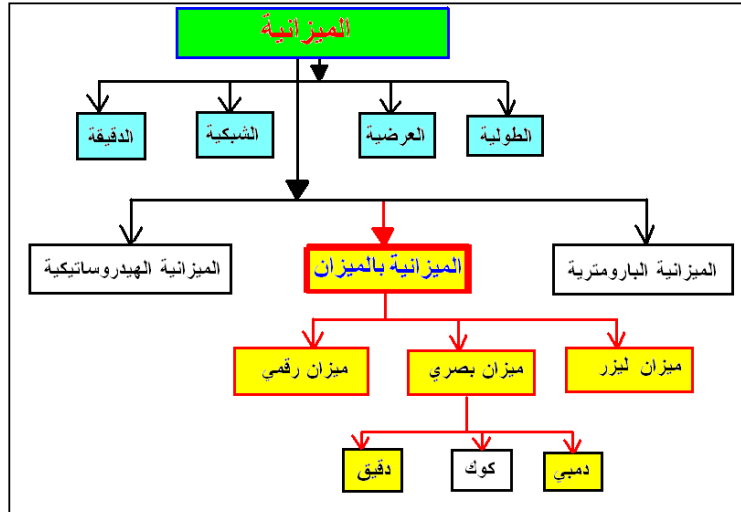 الميزانية
الطولية
العرضية
الشبكية
الدقيقة
الميزانية البارومترية
الميزانية بالميزان
الميزانية الهيدروساتيكية
ميزان ليزر
ميزان بصري
ميزان رقمي
دمبي
كوك
دقيق